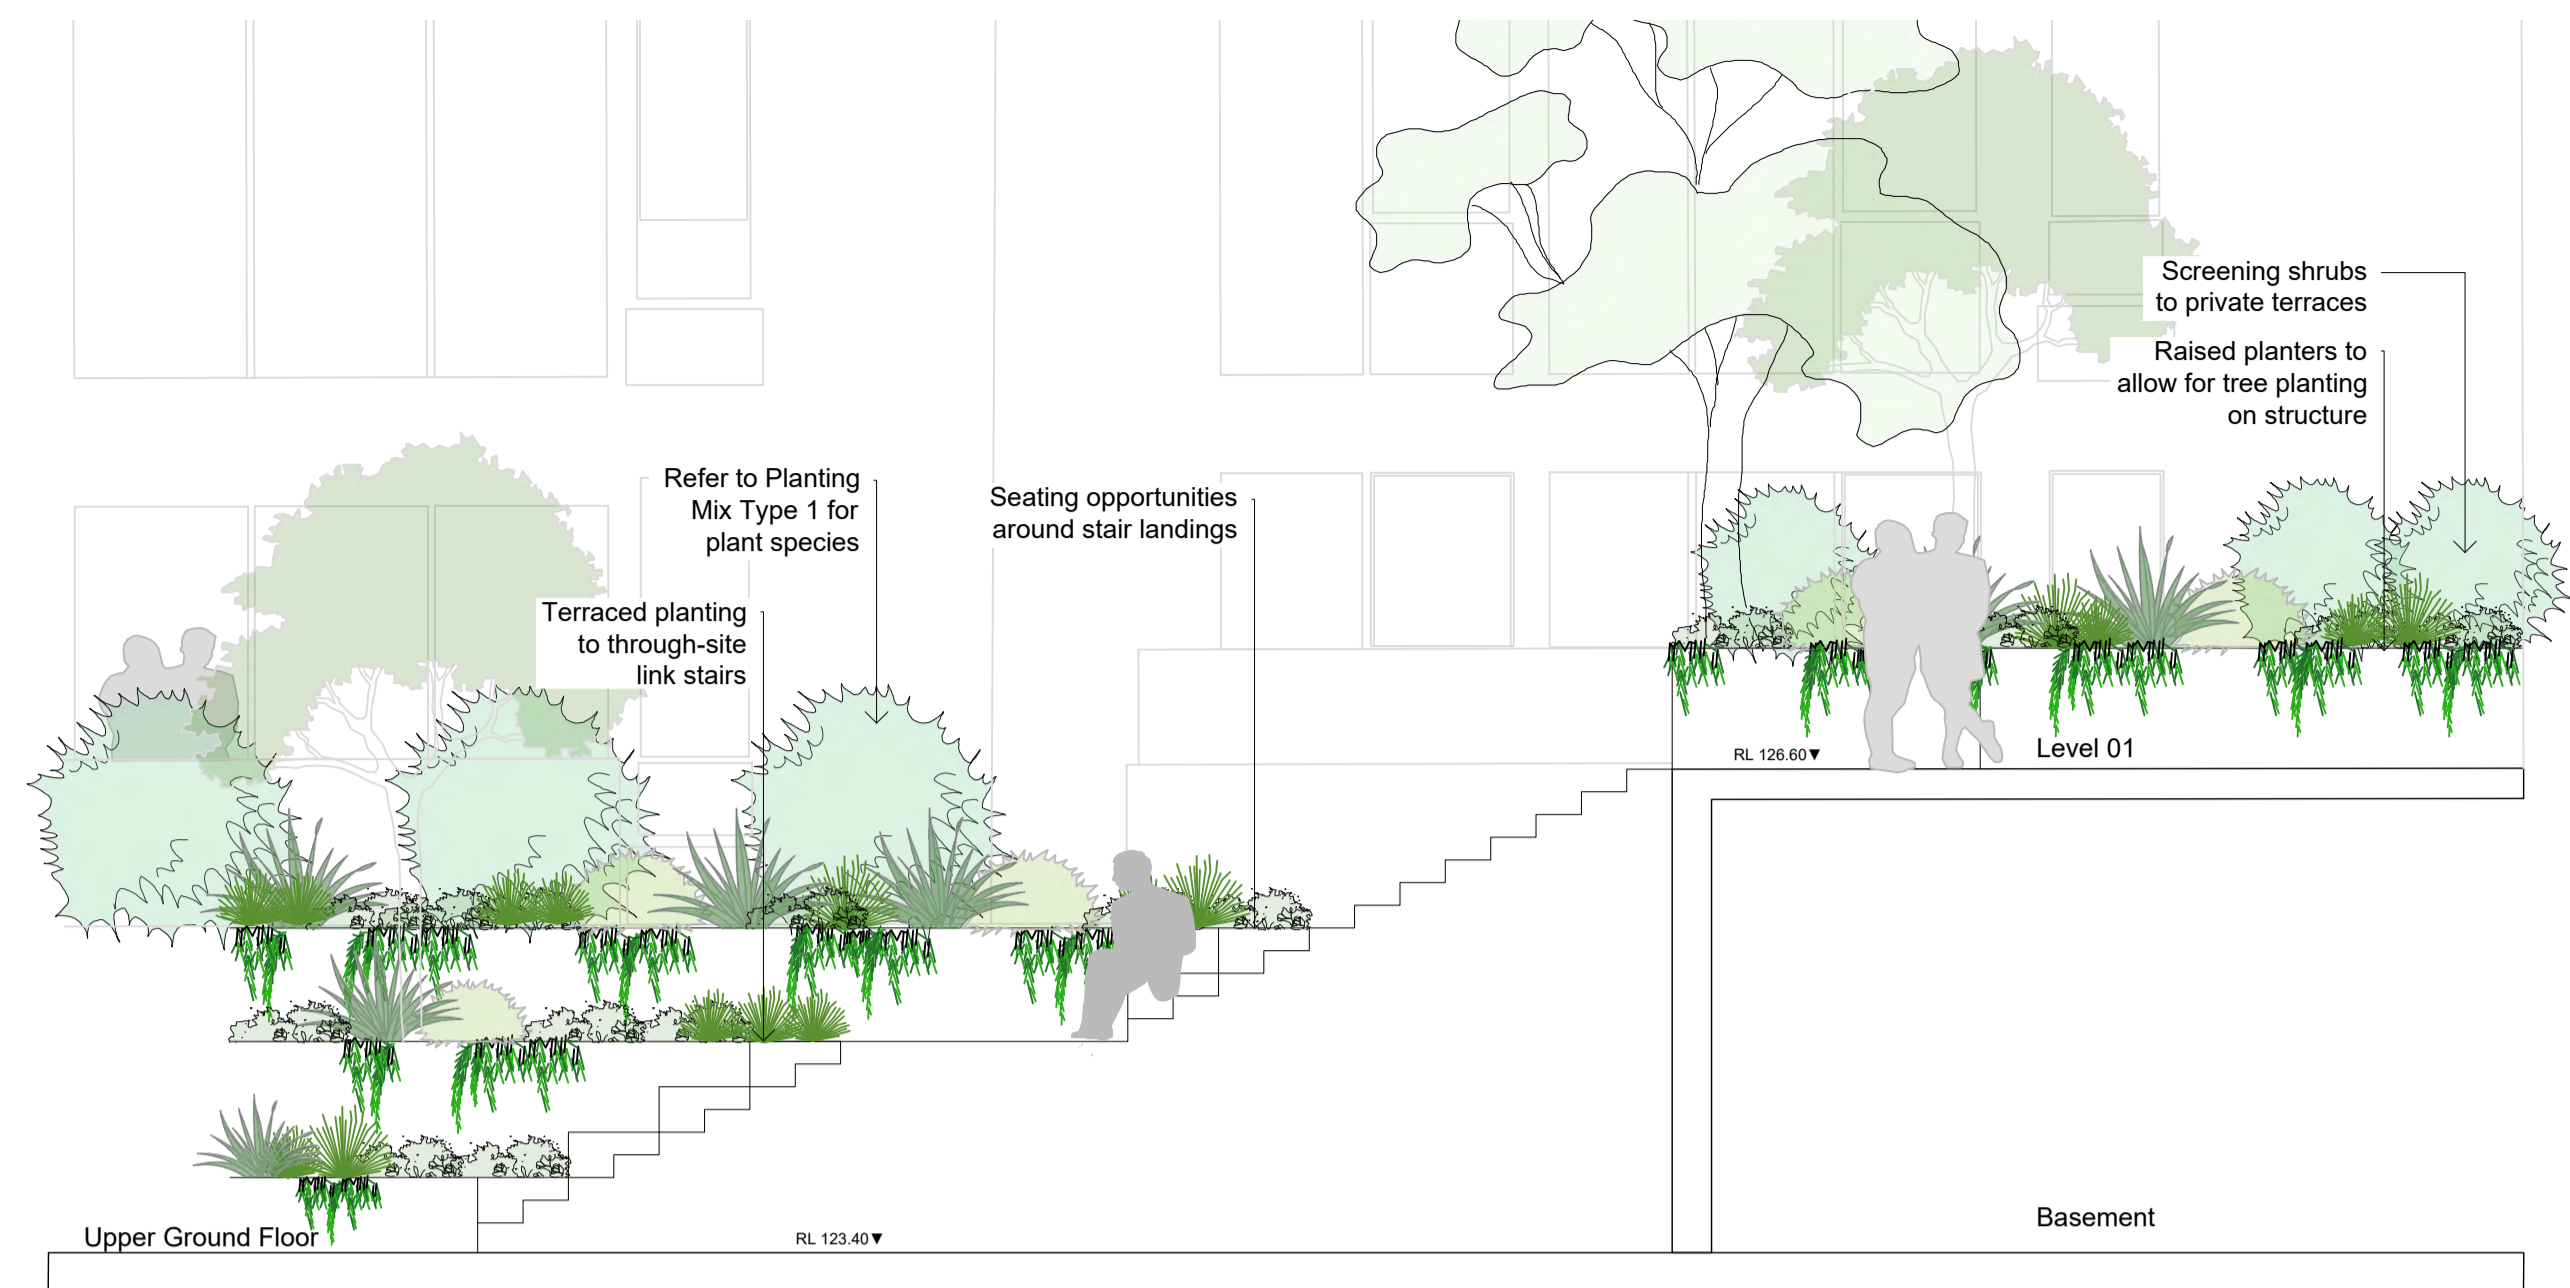 Screening shrubs
to private terraces
Raised planters to
allow for tree planting
on structure
Refer to Planting
Mix Type 1 for
plant species
Seating opportunities
around stair landings
Terraced planting
to through-site
link stairs
RL 126.60▼
Level 01
Basement
Upper Ground Floor
RL 123.40▼